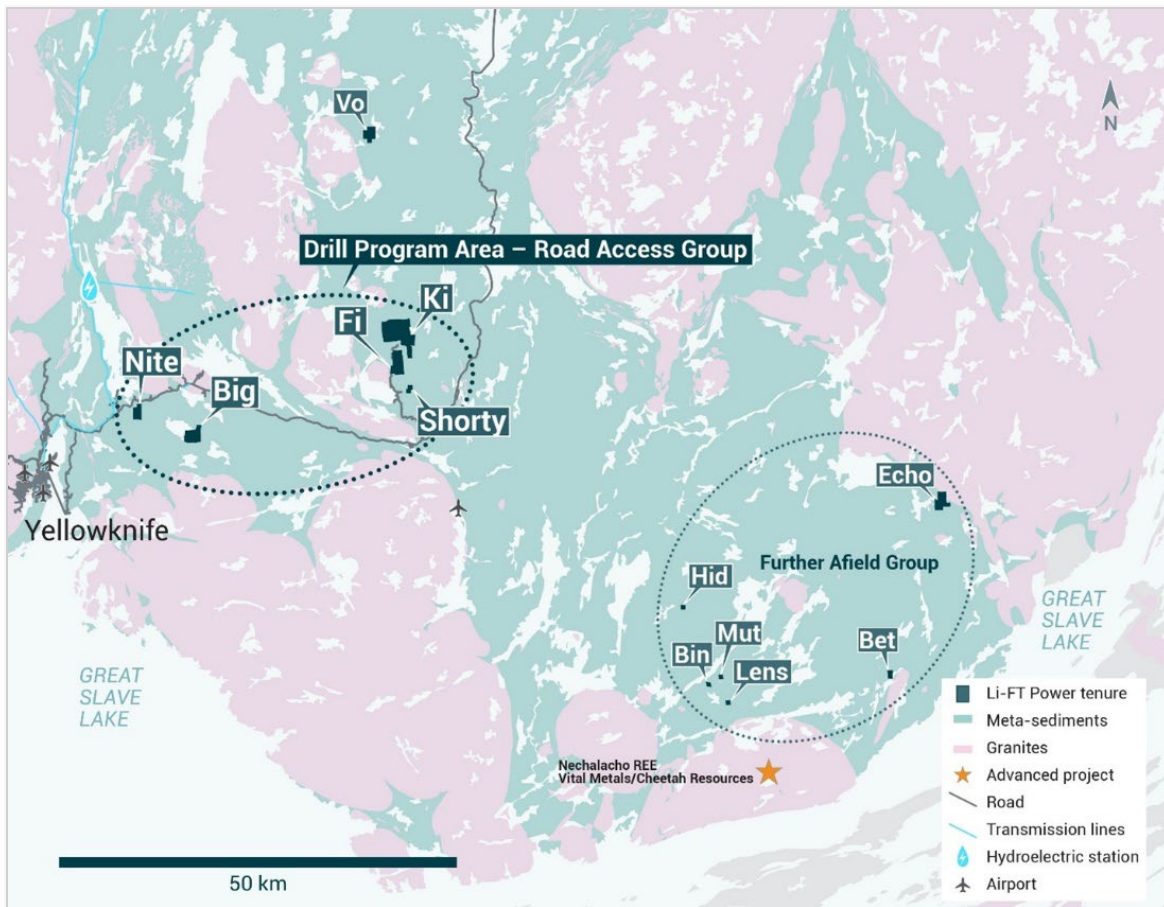 Vo
N
Drill Program Area – Road Access Group
Ki
Fi
Nite
Big
Shorty
Yellowknife
Echo
Further Afield Group
Hid
GREAT
SLAVE
LAKE
Mut
Bin
Bet
Lens
GREAT
SLAVE
LAKE
Nechalacho REE
Vital Metals/Cheetah Resources
Li-FT Power tenure
Meta-sediments
Granites
Advanced project
Road
Transmission lines
Hydroelectric station
Airport
50 km